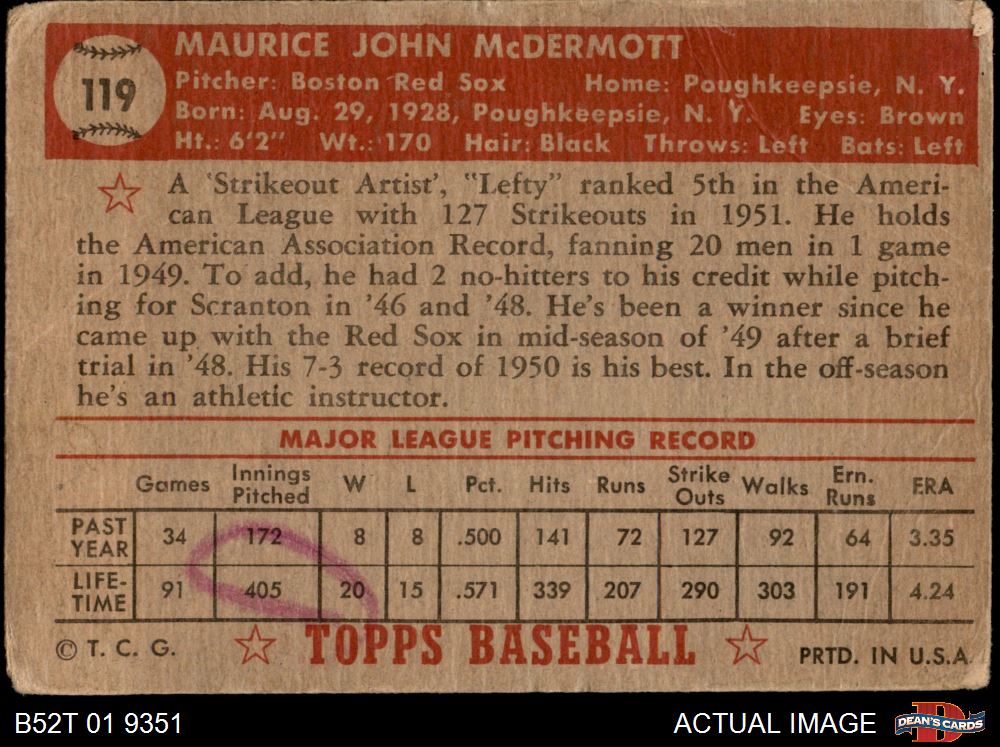 119
MAURICE JOHN McDERMOTT
Pitcher: Boston Red Sox Home: Poughkeepsie, N. Y.
Born: Aug. 29, 1928, Poughkeepsie, N. Y. Eyes: Brown
Ht.: 6'2" Wt.: 170 Hair: Black Throws: Left Bats: Left
A 'Strikeout Artist', "Lefty" ranked 5th in the Ameri-
can League with 127 Strikeouts in 1951. He holds
the American Association Record, fanning 20 men in 1 game
in 1949. To add, he had 2 no-hitters to his credit while pitch-
ing for Scranton in '46 and '48. He's been a winner since he
came up with the Red Sox in mid-season of '49 after a brief
trial in '48. His 7-3 record of 1950 is his best. In the off-season
he's an athletic instructor.
MAJOR LEAGUE PITCHING RECORD
Games Innings Pitched W L Pct. Hits Runs Strike Outs Walks Ern. Runs ERA
PAST YEAR 34 172 8 8 .500 141 72 127 92 64 3.35
LIFE-TIME 91 405 20 15 .571 339 207 290 303 191 4.24
© T. C. G. TOPPS BASEBALL PRTD. IN U.S.A.
B52T 01 9351 ACTUAL IMAGE DEAN'S CARDS